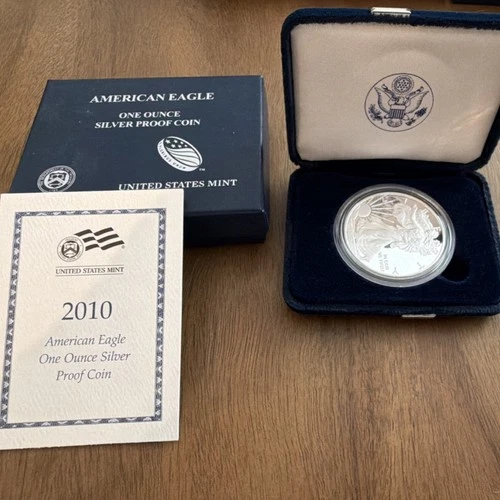 AMERICAN EAGLE
ONE OUNCE
SILVER PROOF COIN
UNITED STATES MINT
UNITED STATES MINT
2010
American Eagle
One Ounce Silver
Proof Coin